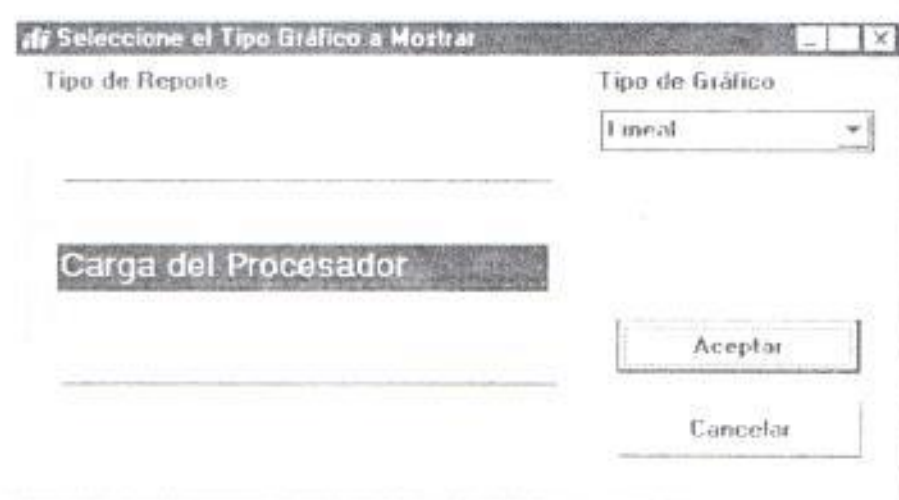 Seleccione el Tipo Gráfico a Mostrar
Tipo de Reporte
Tipo de Gráfico
Lineal
Carga del Procesador
Aceptar
Cancelar